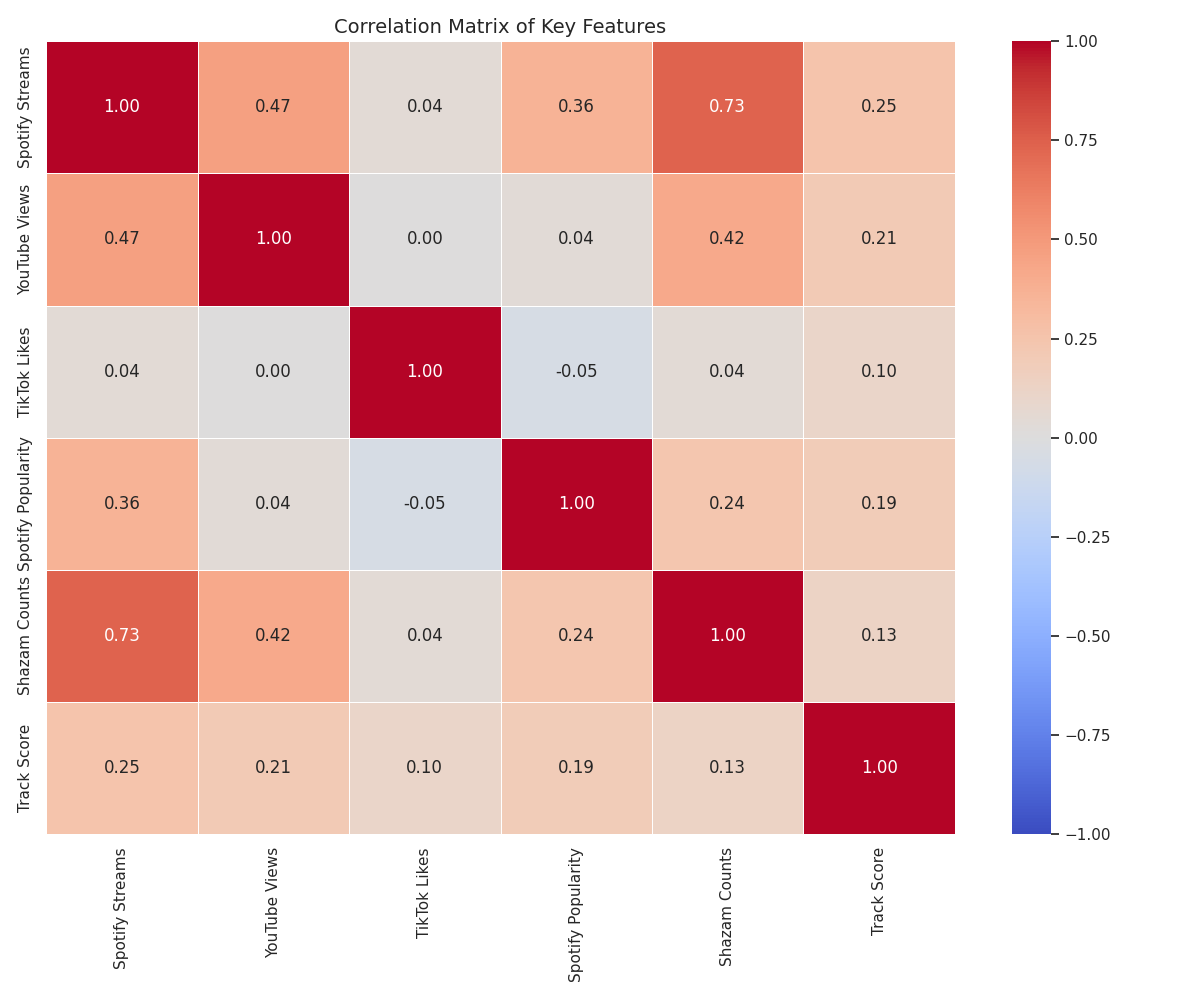 Correlation Matrix of Key Features
Spotify Streams
1.00 0.47 0.04 0.36 0.73 0.25
YouTube Views
0.47 1.00 0.00 0.04 0.42 0.21
TikTok Likes
0.04 0.00 1.00 -0.05 0.04 0.10
Spotify Popularity
0.36 0.04 -0.05 1.00 0.24 0.19
Shazam Counts
0.73 0.42 0.04 0.24 1.00 0.13
Track Score
0.25 0.21 0.10 0.19 0.13 1.00
Spotify Streams
YouTube Views
TikTok Likes
Spotify Popularity
Shazam Counts
Track Score
1.00
0.75
0.50
0.25
0.00
−0.25
−0.50
−0.75
−1.00